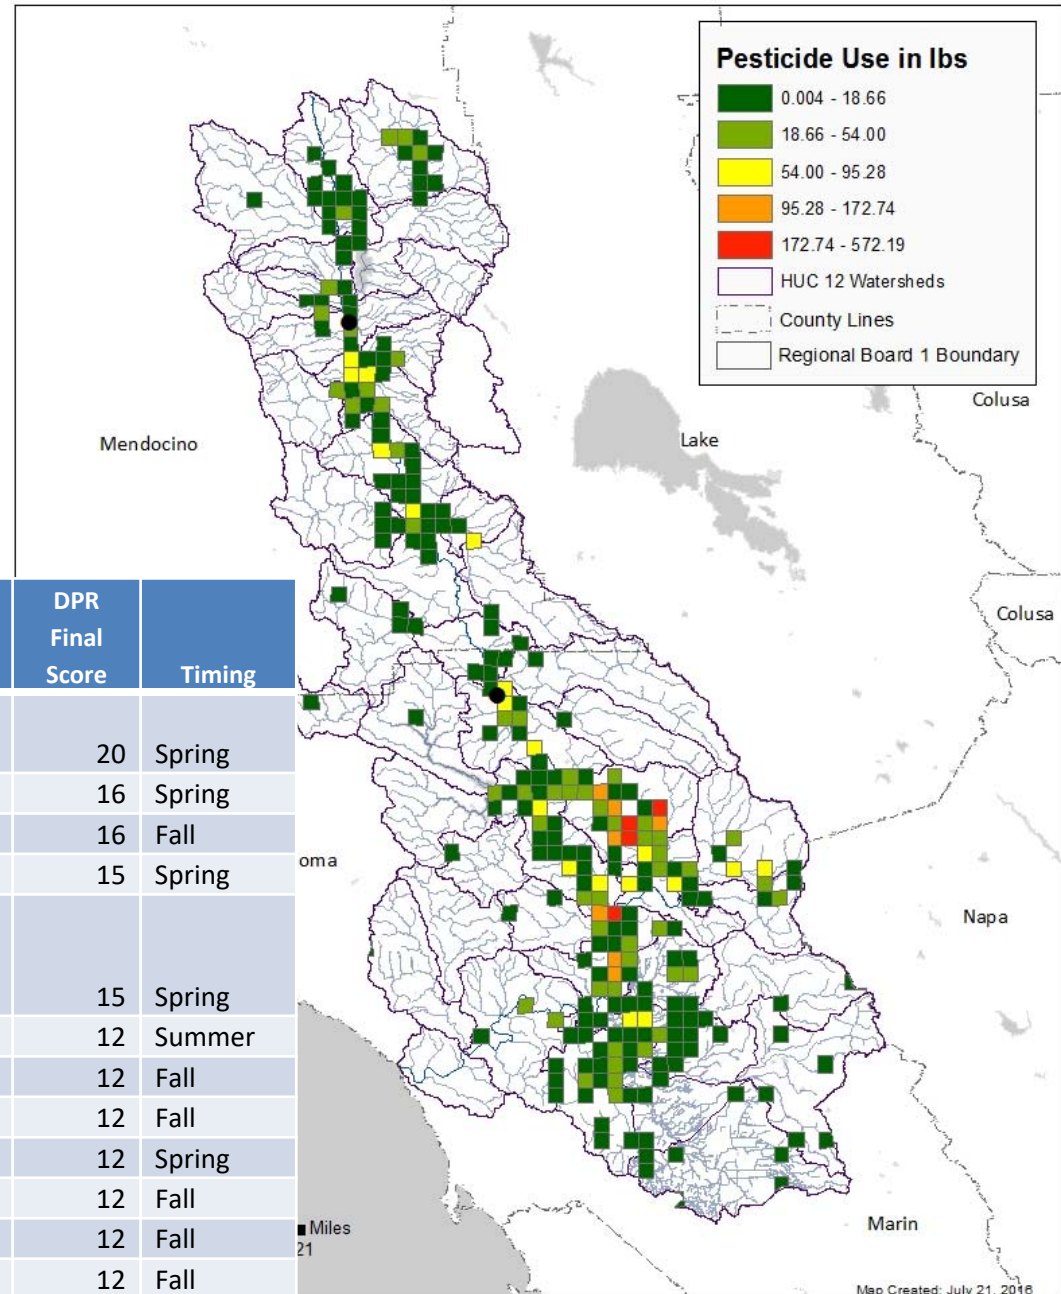 Pesticide Use in lbs
0.004 - 18.66
18.66 - 54.00
54.00 - 95.28
95.28 - 172.74
172.74 - 572.19
HUC 12 Watersheds
County Lines
Regional Board 1 Boundary
Colusa
Lake
Mendocino
Colusa
oma
Napa
Marin
Miles
21
Map Created: July 21, 2016
DPR
Final
Score Timing
20 Spring
16 Spring
16 Fall
15 Spring
15 Spring
12 Summer
12 Fall
12 Fall
12 Spring
12 Fall
12 Fall
12 Fall